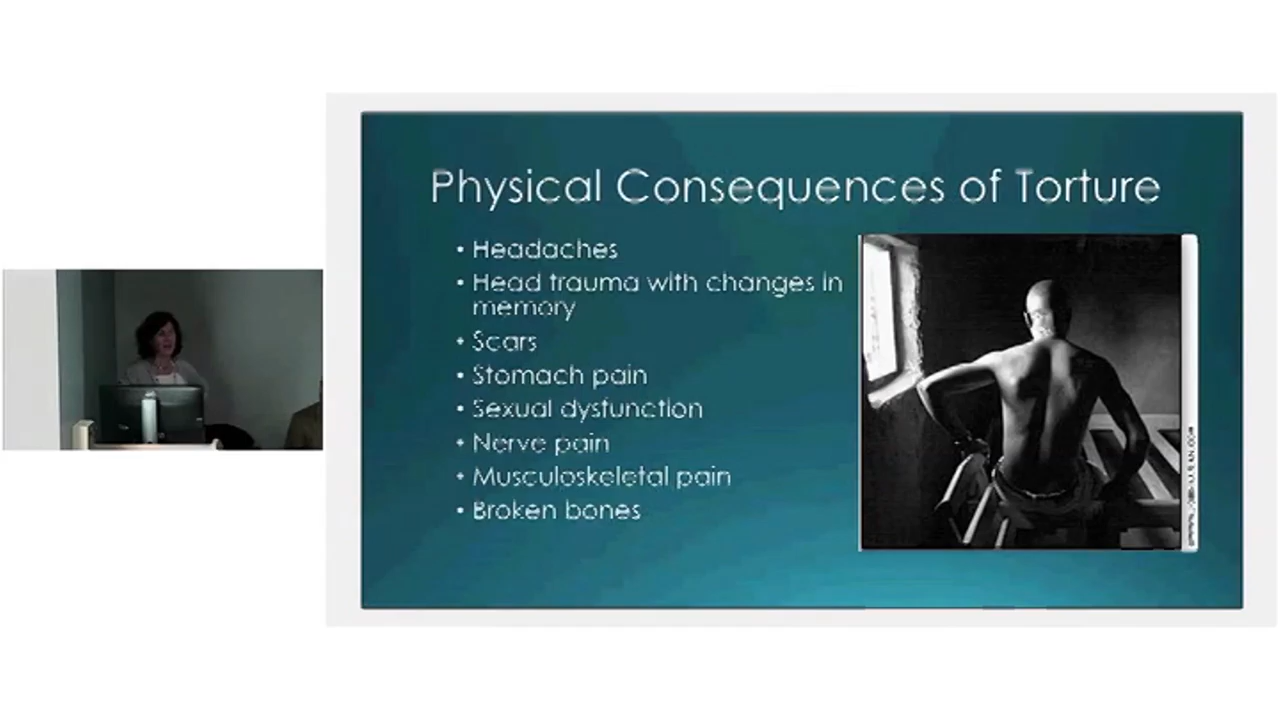 Physical Consequences of Torture
• Headaches
• Head trauma with changes in
memory
• Scars
• Stomach pain
• Sexual dysfunction
• Nerve pain
• Musculoskeletal pain
• Broken bones